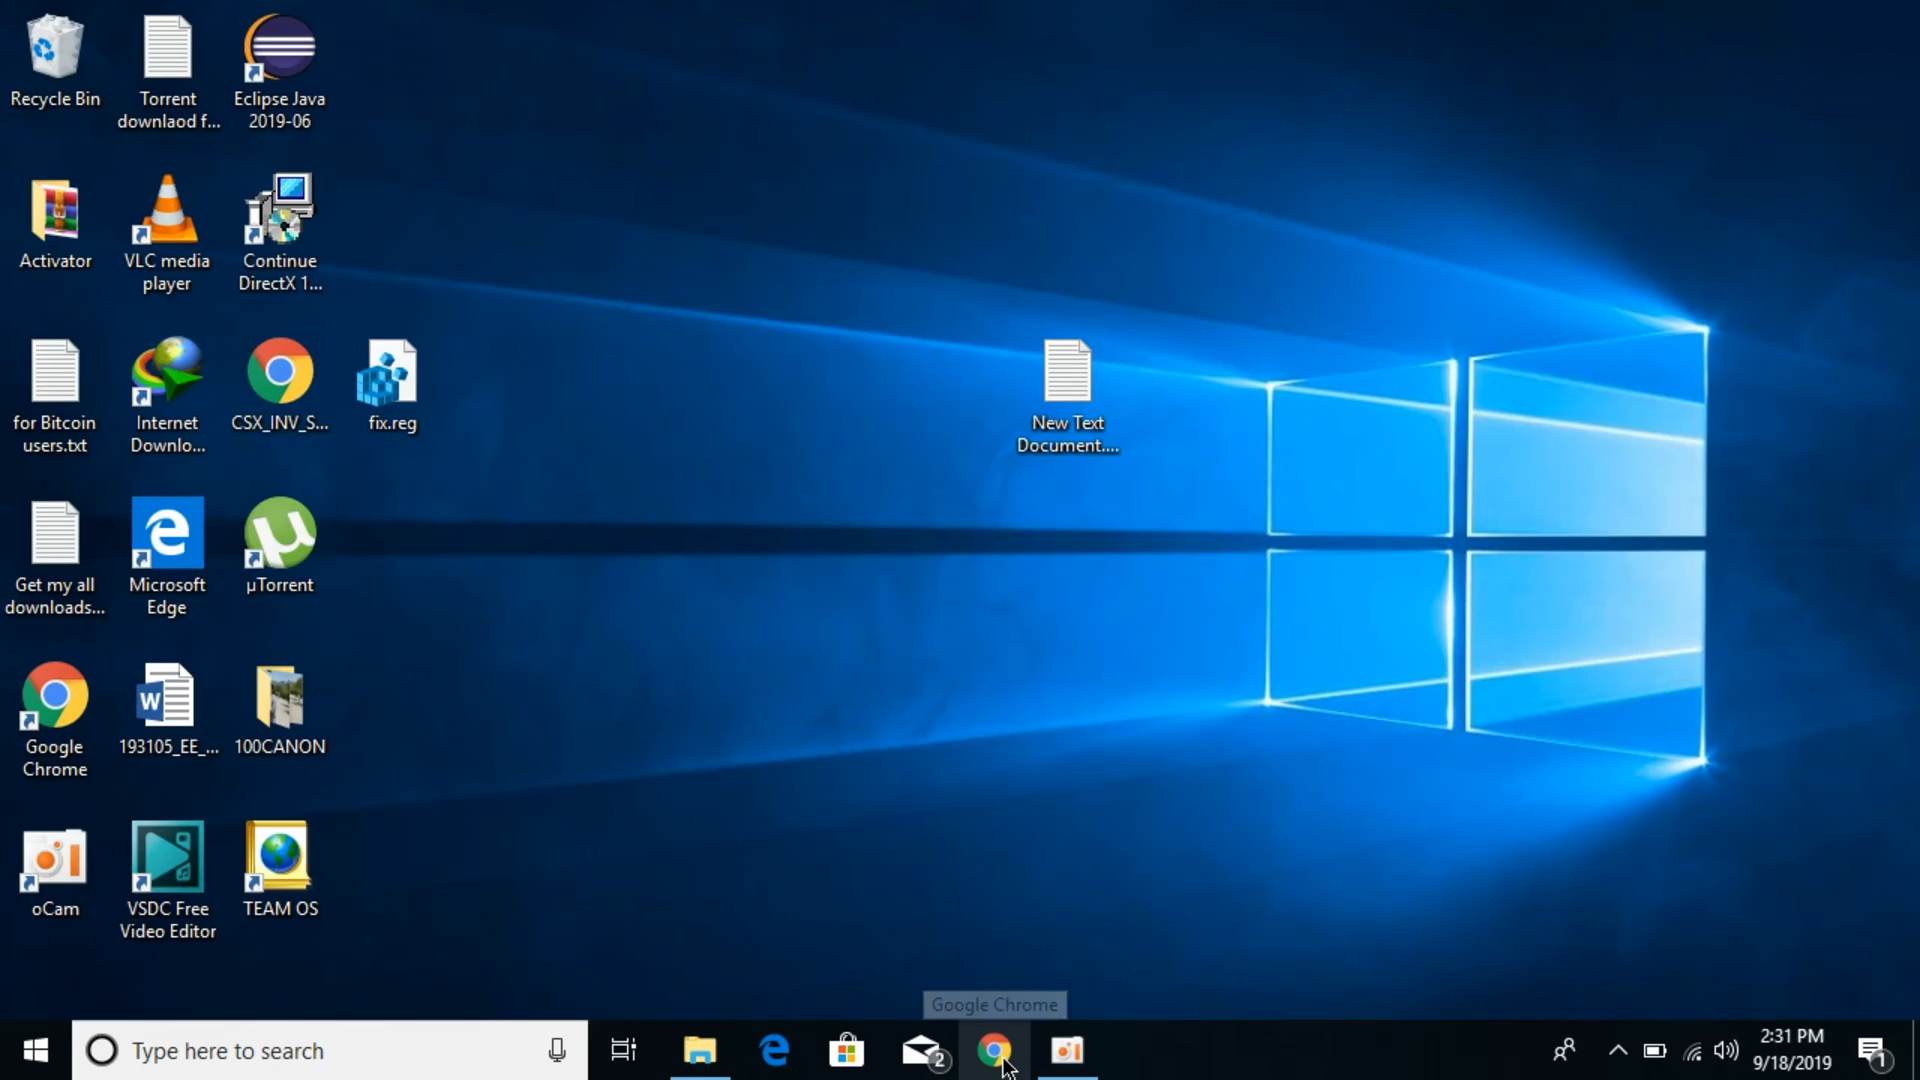 Recycle Bin
Torrent
downlaod f...
Eclipse Java
2019-06
Activator
VLC media
player
Continue
DirectX 1...
for Bitcoin
users.txt
Internet
Downlo...
CSX_INV_S...
fix.reg
New Text
Document....
Get my all
downloads...
Microsoft
Edge
µTorrent
Google
Chrome
193105_EE_...
100CANON
oCam
VSDC Free
Video Editor
TEAM OS
Google Chrome
Type here to search
2
2:31 PM
9/18/2019
1